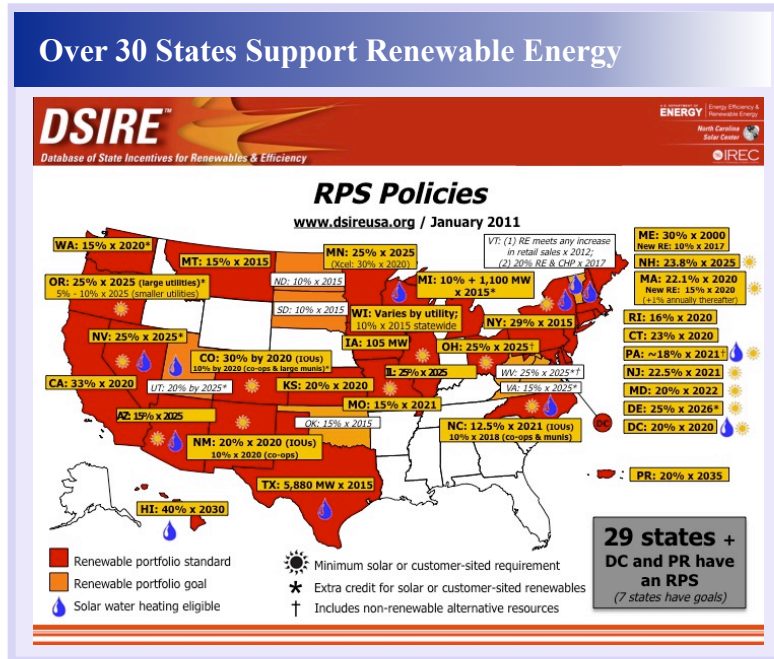 Over 30 States Support Renewable Energy
DSIRE™
Database of State Incentives for Renewables & Efficiency
U.S. DEPARTMENT OF
ENERGY
Energy Efficiency &
Renewable Energy
North Carolina
Solar Center
IREC
RPS Policies
www.dsireusa.org / January 2011
WA: 15% x 2020*
MT: 15% x 2015
MN: 25% x 2025
(Xcel: 30% x 2020)
VT: (1) RE meets any increase
in retail sales x 2012;
(2) 20% RE & CHP x 2017
ME: 30% x 2000
New RE: 10% x 2017
NH: 23.8% x 2025
OR: 25% x 2025 (large utilities)*
5% - 10% x 2025 (smaller utilities)
ND: 10% x 2015
MI: 10% + 1,100 MW
x 2015*
MA: 22.1% x 2020
New RE: 15% x 2020
(+1% annually thereafter)
SD: 10% x 2015
WI: Varies by utility;
10% x 2015 statewide
NY: 29% x 2015
RI: 16% x 2020
NV: 25% x 2025*
IA: 105 MW
OH: 25% x 2025†
CT: 23% x 2020
CO: 30% by 2020 (IOUs)
10% by 2020 (co-ops & large munis)*
PA: ~18% x 2021†
IL: 25% x 2025
WV: 25% x 2025*†
NJ: 22.5% x 2021
CA: 33% x 2020
UT: 20% by 2025*
KS: 20% x 2020
VA: 15% x 2025*
MD: 20% x 2022
MO: 15% x 2021
DE: 25% x 2026*
AZ: 15% x 2025
OK: 15% x 2015
NC: 12.5% x 2021 (IOUs)
10% x 2018 (co-ops & munis)
DC
DC: 20% x 2020
NM: 20% x 2020 (IOUs)
10% x 2020 (co-ops)
PR: 20% x 2035
TX: 5,880 MW x 2015
HI: 40% x 2030
29 states +
DC and PR have
an RPS
(7 states have goals)
Renewable portfolio standard
Renewable portfolio goal
Solar water heating eligible
Minimum solar or customer-sited requirement
* Extra credit for solar or customer-sited renewables
† Includes non-renewable alternative resources